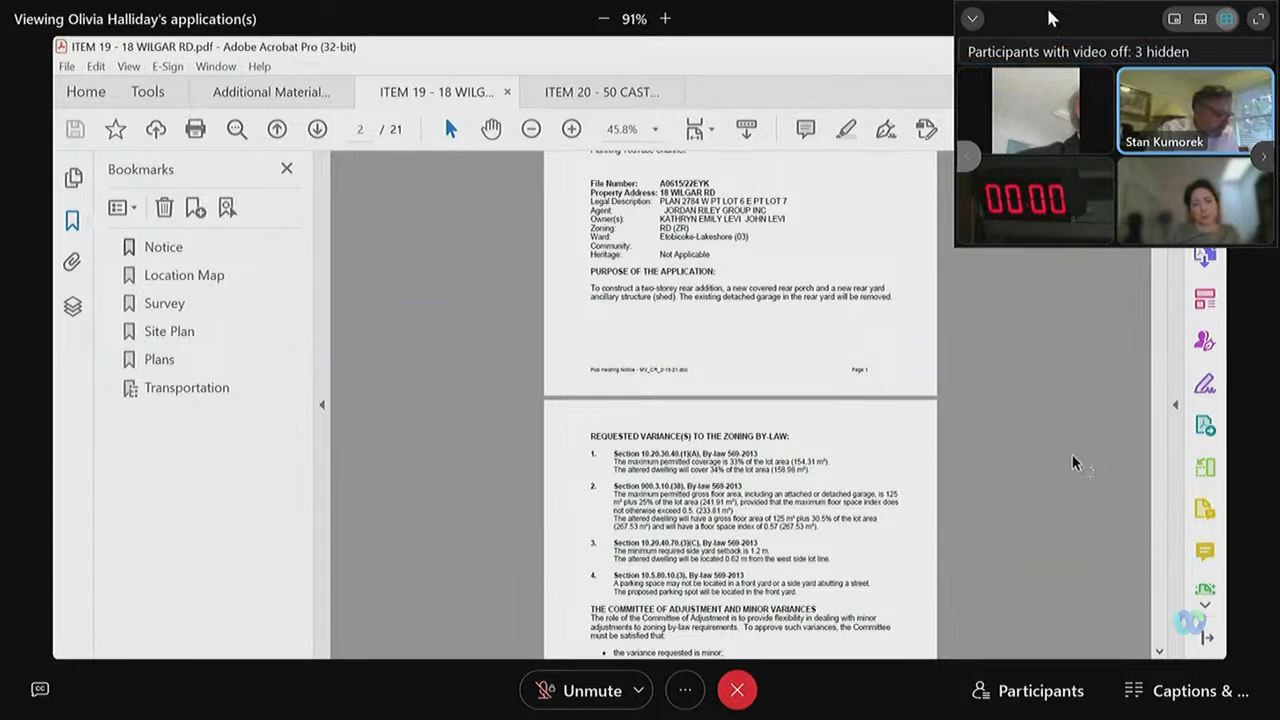 Viewing Olivia Halliday's application(s)
91%
Participants with video off: 3 hidden
Stan Kumorek
00:00
ITEM 19 - 18 WILGAR RD.pdf - Adobe Acrobat Pro (32-bit)
File Edit View E-Sign Window Help
Home Tools Additional Material... ITEM 19 - 18 WILG... ITEM 20 - 50 CAST...
2 / 21 45.8%
Bookmarks
Notice
Location Map
Survey
Site Plan
Plans
Transportation
Planning YouTube Channel.
File Number: A0615/22EYK
Property Address: 18 WILGAR RD
Legal Description: PLAN 2784 W PT LOT 6 E PT LOT 7
Agent: JORDAN RILEY GROUP INC
Owner(s): KATHRYN EMILY LEVI JOHN LEVI
Zoning: RD (ZR)
Ward: Etobicoke-Lakeshore (03)
Community:
Heritage: Not Applicable
PURPOSE OF THE APPLICATION:
To construct a two-storey rear addition, a new covered rear porch and a new rear yard
ancillary structure (shed). The existing detached garage in the rear yard will be removed.
Page 1
REQUESTED VARIANCE(S) TO THE ZONING BY-LAW:
1. Section 10.20.30.40.(1)(A), By-law 569-2013
The maximum permitted coverage is 33% of the lot area (154.31 m²).
The altered dwelling will cover 34% of the lot area (158.98 m²).
2. Section 900.3.10.(38), By-law 569-2013
The maximum permitted gross floor area, including an attached or detached garage, is 125
m² plus 25% of the lot area (241.91 m²), provided that the maximum floor space index does
not otherwise exceed 0.5. (233.81 m²)
The altered dwelling will have a gross floor area of 125 m² plus 30.5% of the lot area
(267.53 m²) and will have a floor space index of 0.57 (267.53 m²).
3. Section 10.20.40.70.(3)(C), By-law 569-2013
The minimum required side yard setback is 1.2 m.
The altered dwelling will be located 0.62 m from the west side lot line.
4. Section 10.5.80.10.(3), By-law 569-2013
A parking space may not be located in a front yard or a side yard abutting a street.
The proposed parking spot will be located in the front yard.
THE COMMITTEE OF ADJUSTMENT AND MINOR VARIANCES
The role of the Committee of Adjustment is to provide flexibility in dealing with minor
adjustments to zoning by-law requirements. To approve such variances, the Committee
must be satisfied that:
• the variance requested is minor;
Unmute
Participants
Captions & ...